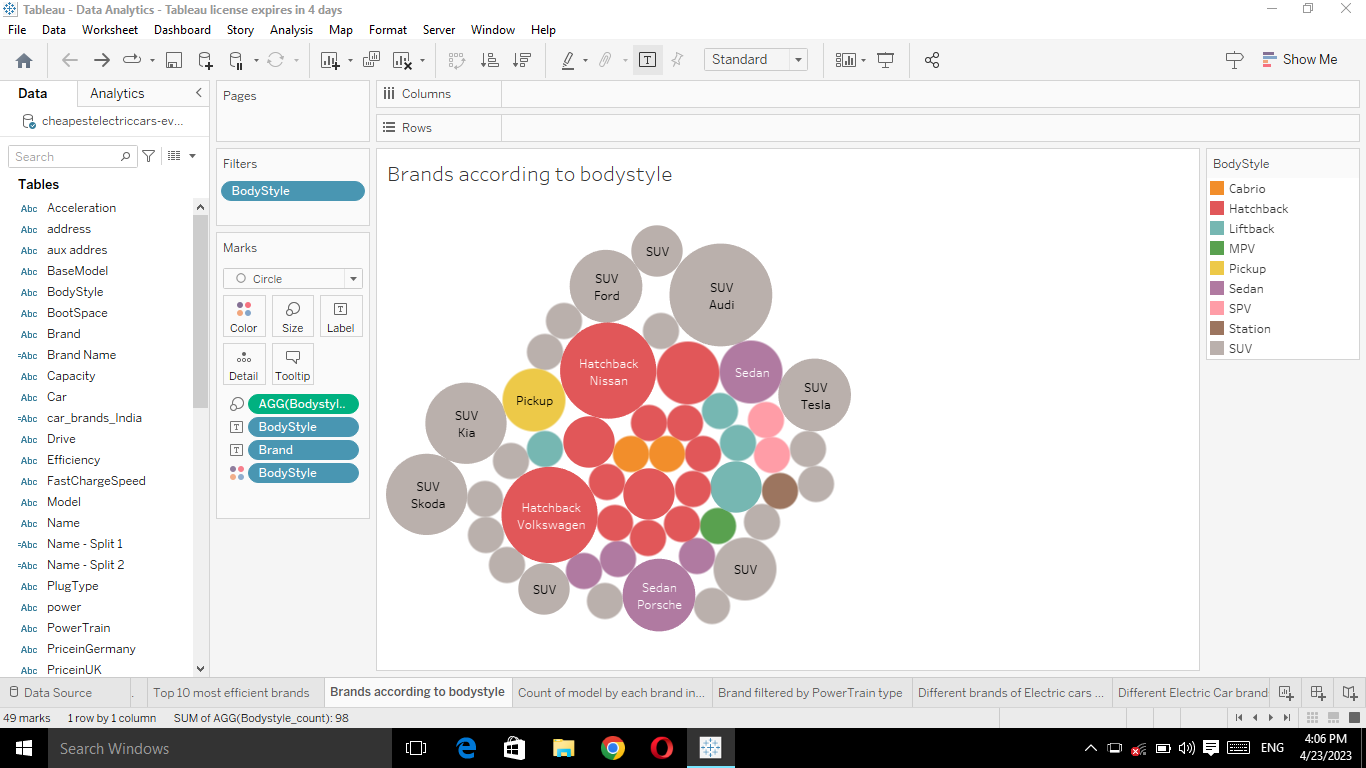 Tableau - Data Analytics - Tableau license expires in 4 days
File Data Worksheet Dashboard Story Analysis Map Format Server Window Help
Standard
Show Me
Data Analytics
cheapestelectriccars-ev...
Search
Tables
Abc Acceleration
Abc address
Abc aux addres
Abc BaseModel
Abc BodyStyle
Abc BootSpace
Abc Brand
=Abc Brand Name
Abc Capacity
Abc Car
=Abc car_brands_India
Abc Drive
Abc Efficiency
Abc FastChargeSpeed
Abc Model
Abc Name
=Abc Name - Split 1
=Abc Name - Split 2
Abc PlugType
Abc power
Abc PowerTrain
Abc PriceinGermany
Abc PriceinUK
Pages
Filters
BodyStyle
Marks
Circle
Color Size Label
Detail Tooltip
AGG(Bodystyl..
BodyStyle
Brand
BodyStyle
Columns
Rows
Brands according to bodystyle
SUV
SUV
Ford
SUV
Audi
Hatchback
Nissan
Sedan
SUV
Tesla
Pickup
SUV
Kia
SUV
Skoda
Hatchback
Volkswagen
SUV
SUV
Sedan
Porsche
BodyStyle
Cabrio
Hatchback
Liftback
MPV
Pickup
Sedan
SPV
Station
SUV
Data Source . Top 10 most efficient brands Brands according to bodystyle Count of model by each brand in... Brand filtered by PowerTrain type Different brands of Electric cars ... Different Electric Car brand
49 marks 1 row by 1 column SUM of AGG(Bodystyle_count): 98
Search Windows
ENG
4:06 PM
4/23/2023